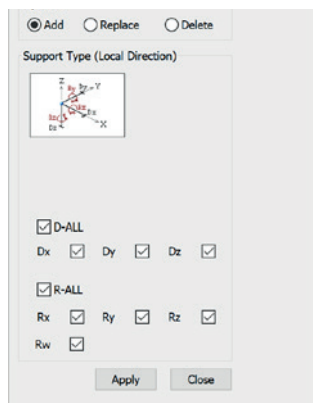 Add Replace Delete
Support Type (Local Direction)
Z
Y
X
D-ALL
Dx Dy Dz
R-ALL
Rx Ry Rz
Rw
Apply Close